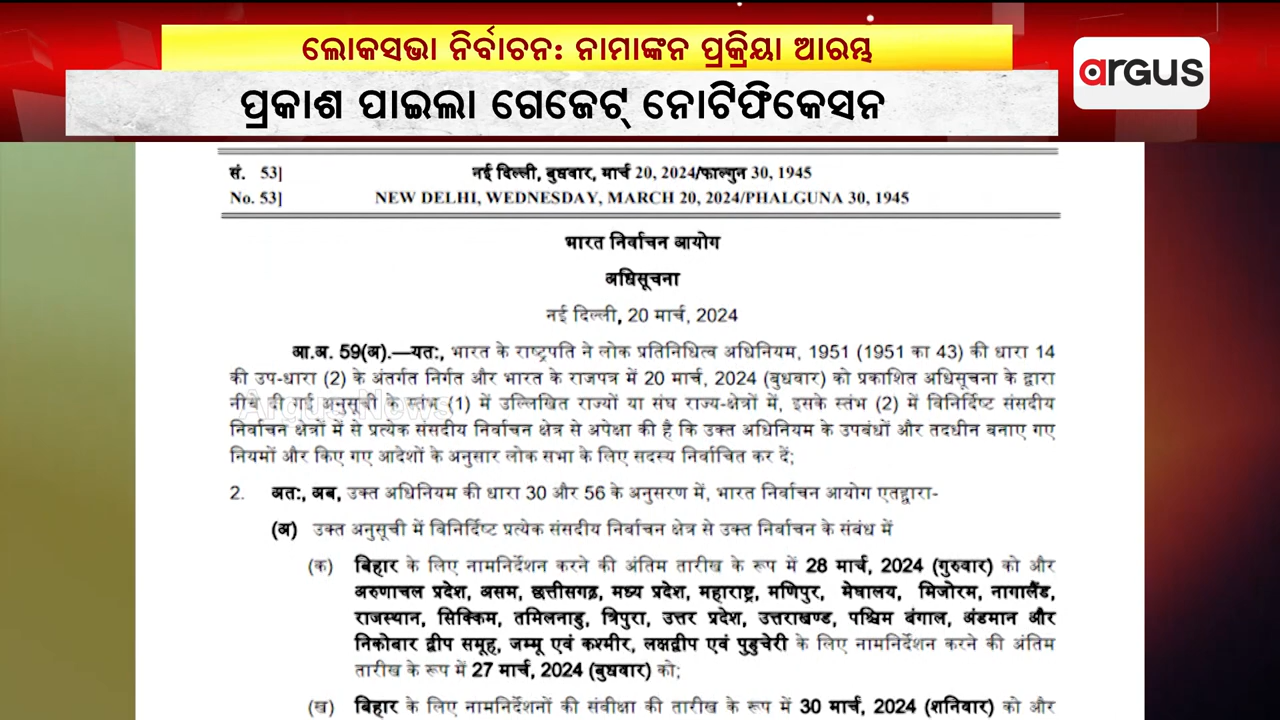 ଲୋକସଭା ନିର୍ବାଚନ: ନାମାଙ୍କନ ପ୍ରକ୍ରିୟା ଆରମ୍ଭ
ପ୍ରକାଶ ପାଇଲା ଗେଜେଟ୍ ନୋଟିଫିକେସନ
argus
सं. 53]
नई दिल्ली, बुधवार, मार्च 20, 2024/फाल्गुन 30, 1945
No. 53]
NEW DELHI, WEDNESDAY, MARCH 20, 2024/PHALGUNA 30, 1945
भारत निर्वाचन आयोग
अधिसूचना
नई दिल्ली, 20 मार्च, 2024
आ.अ. 59(अ).—यतः, भारत के राष्ट्रपति ने लोक प्रतिनिधित्व अधिनियम, 1951 (1951 का 43) की धारा 14
की उप-धारा (2) के अंतर्गत निर्गत और भारत के राजपत्र में 20 मार्च, 2024 (बुधवार) को प्रकाशित अधिसूचना के द्वारा
नीचे दी गई अनुसूची के स्तंभ (1) में उल्लिखित राज्यों या संघ राज्य-क्षेत्रों में, इसके स्तंभ (2) में विनिर्दिष्ट संसदीय
Argus News
निर्वाचन क्षेत्रों में से प्रत्येक संसदीय निर्वाचन क्षेत्र से अपेक्षा की है कि उक्त अधिनियम के उपबंधों और तदधीन बनाए गए
नियमों और किए गए आदेशों के अनुसार लोक सभा के लिए सदस्य निर्वाचित कर दें;
2. अतः, अब, उक्त अधिनियम की धारा 30 और 56 के अनुसरण में, भारत निर्वाचन आयोग एतद्वारा-
(अ) उक्त अनुसूची में विनिर्दिष्ट प्रत्येक संसदीय निर्वाचन क्षेत्र से उक्त निर्वाचन के संबंध में
(क) बिहार के लिए नामनिर्देशन करने की अंतिम तारीख के रूप में 28 मार्च, 2024 (गुरुवार) को और
अरुणाचल प्रदेश, असम, छत्तीसगढ़, मध्य प्रदेश, महाराष्ट्र, मणिपुर, मेघालय, मिजोरम, नागालैंड,
राजस्थान, सिक्किम, तमिलनाडु, त्रिपुरा, उत्तर प्रदेश, उत्तराखण्ड, पश्चिम बंगाल, अंडमान और
निकोबार द्वीप समूह, जम्मू एवं कश्मीर, लक्षद्वीप एवं पुडुचेरी के लिए नामनिर्देशन करने की अंतिम
तारीख के रूप में 27 मार्च, 2024 (बुधवार) को;
(ख) बिहार के लिए नामनिर्देशनों की संवीक्षा की तारीख के रूप में 30 मार्च, 2024 (शनिवार) को और